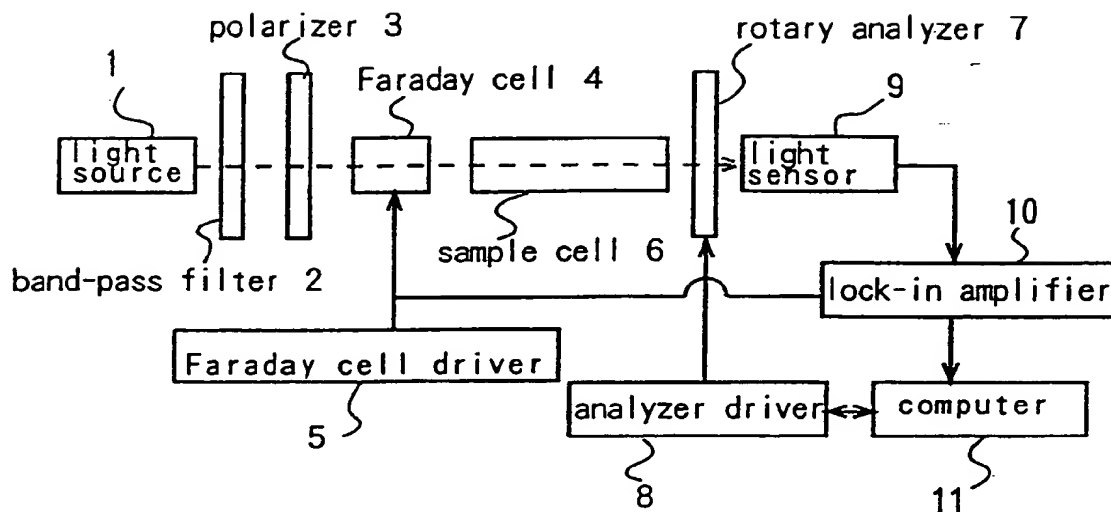 polarizer 3
rotary analyzer 7
1
Faraday cell 4
9
light
source
light
sensor
10
sample cell 6
band-pass filter 2
lock-in amplifier
Faraday cell driver
analyzer driver
computer
5
8
11